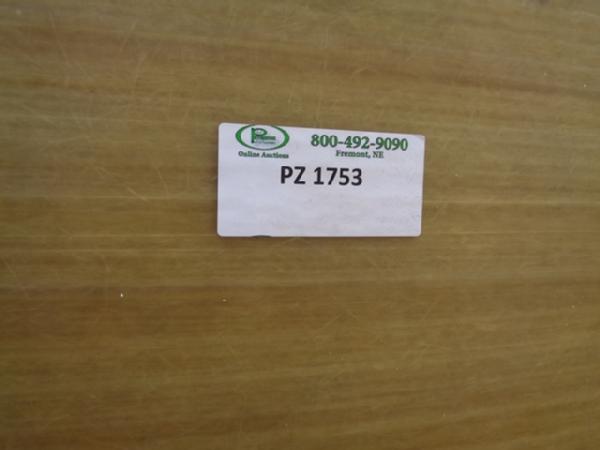 800-492-9090
Online Auctions Fremont, NE
PZ 1753